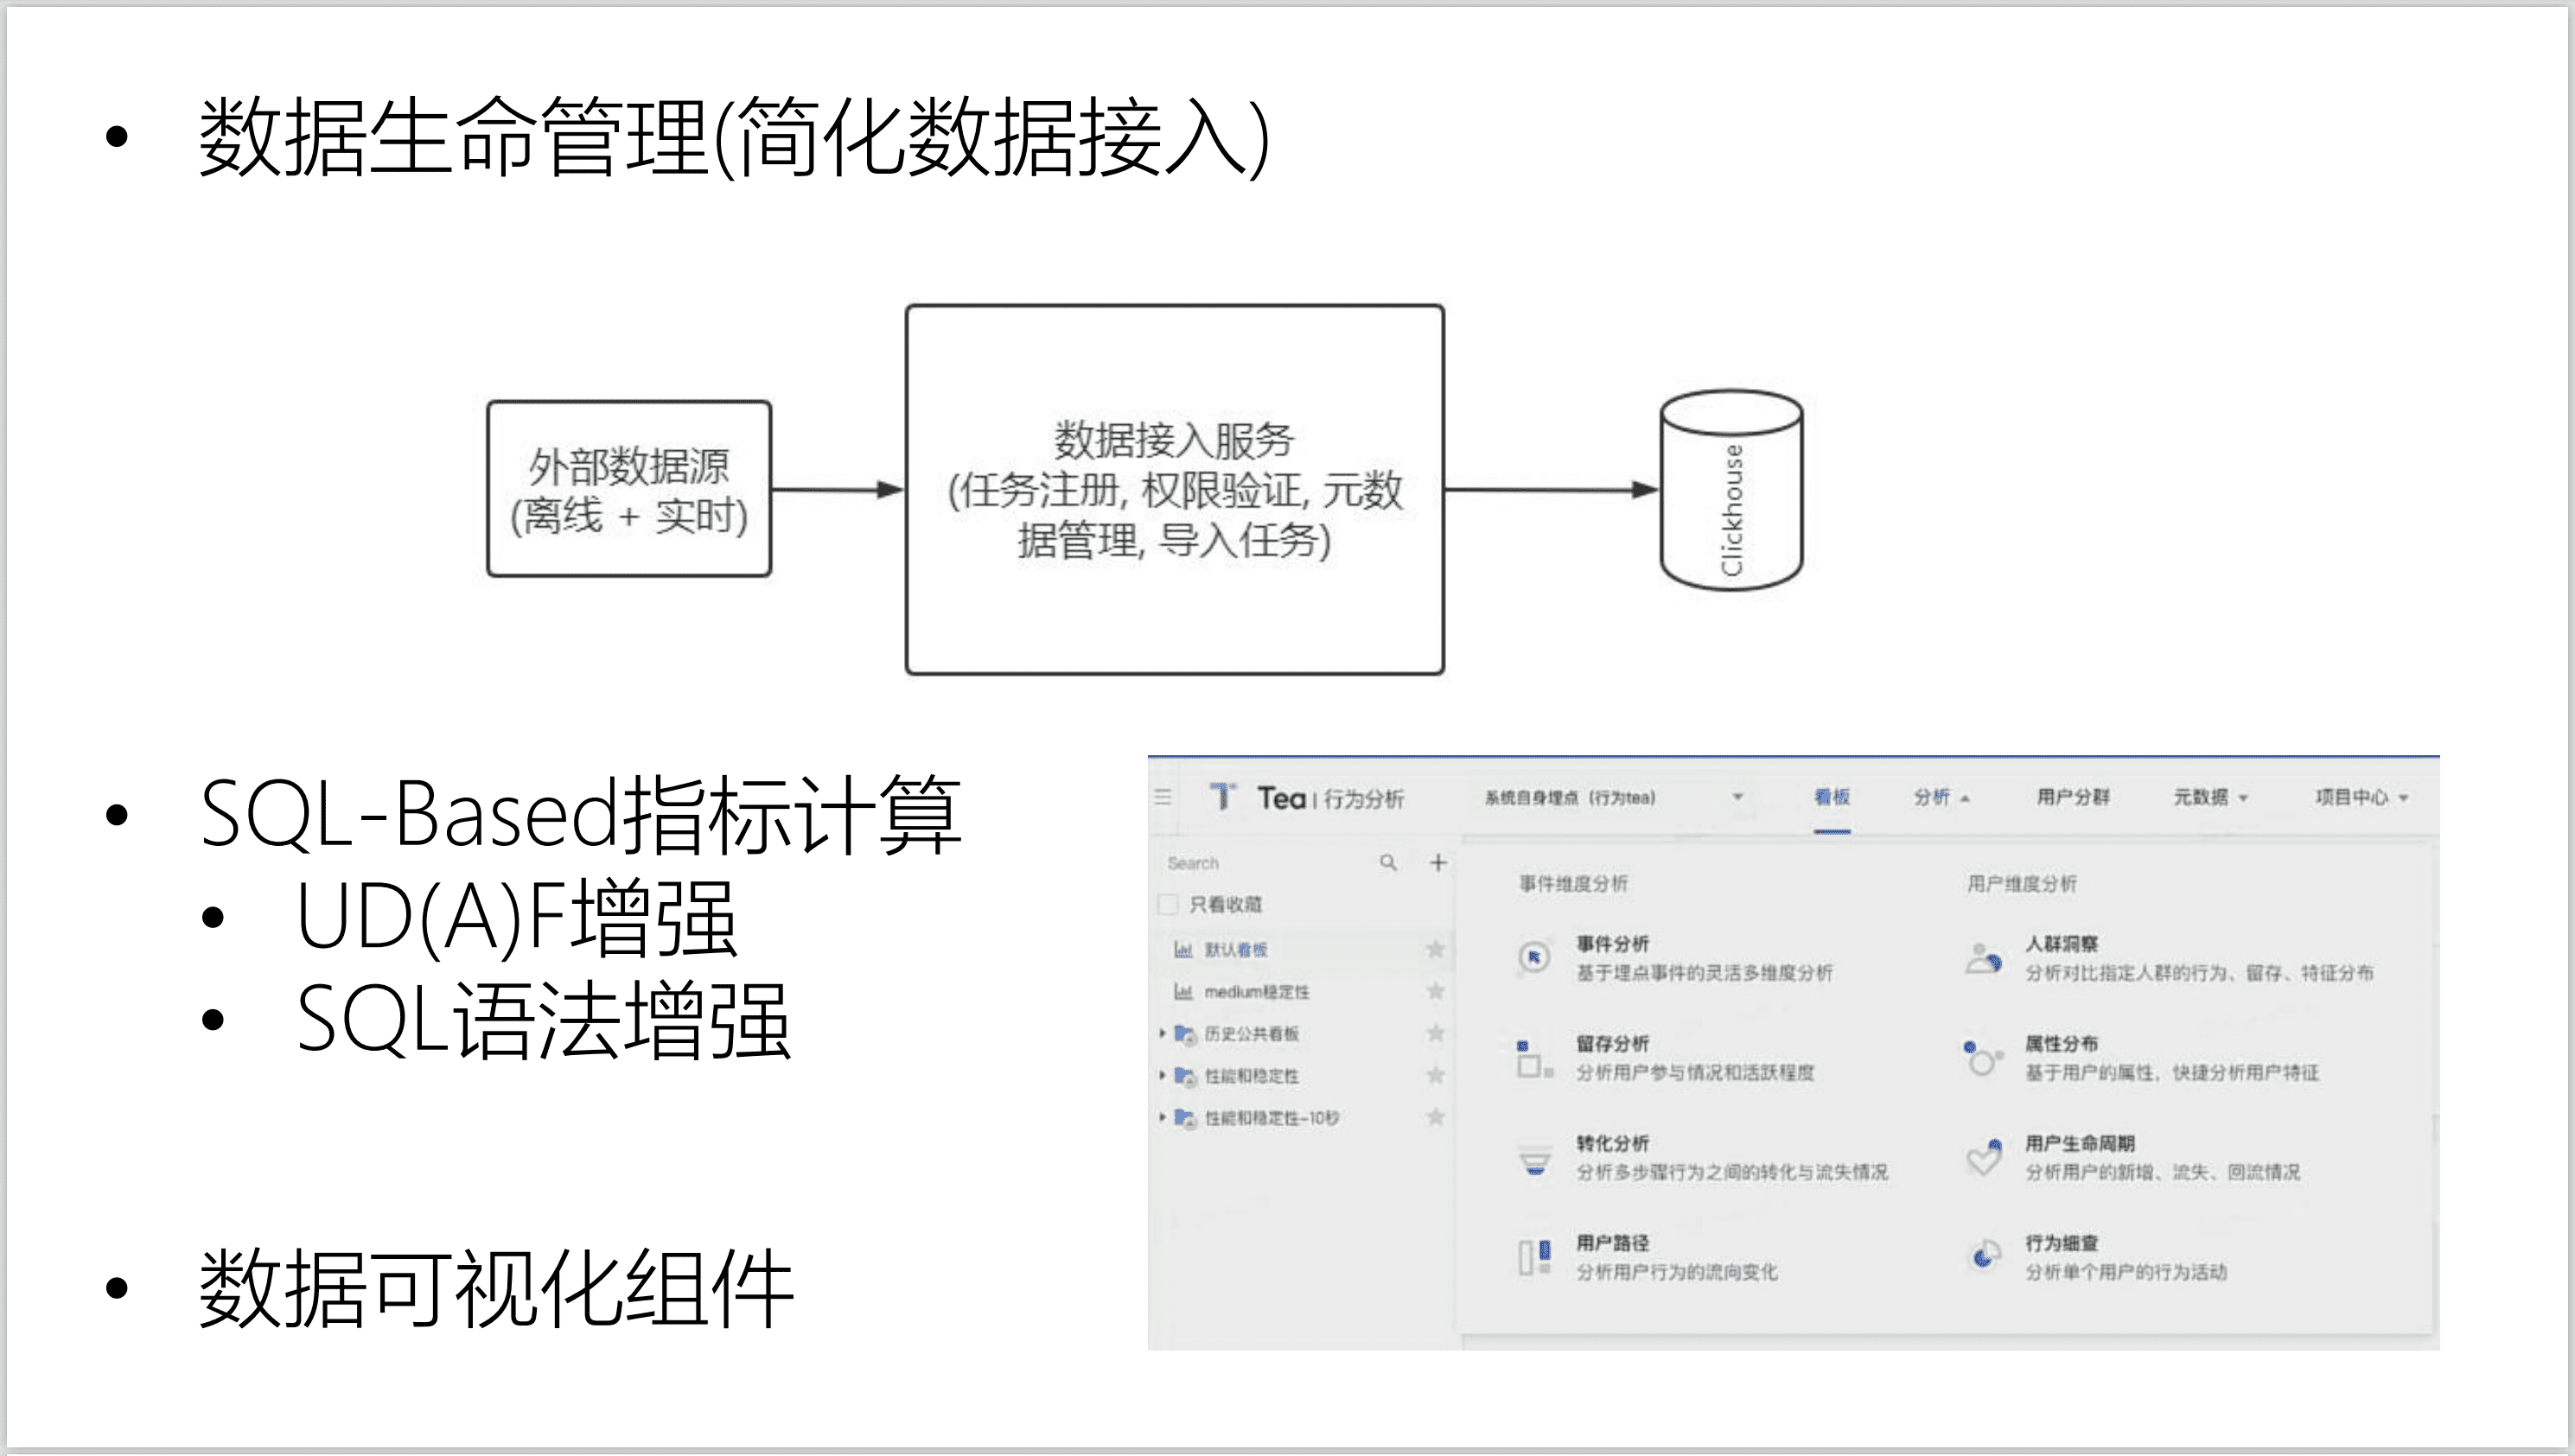 数据生命管理(简化数据接入)
外部数据源
(离线 + 实时)
数据接入服务
(任务注册, 权限验证, 元数
据管理, 导入任务)
Clickhouse
SQL-Based指标计算
UD(A)F增强
SQL语法增强
数据可视化组件
Tea | 行为分析
系统自身埋点（行为tea）
看板
分析
用户分群
元数据
项目中心
Search
只看收藏
默认看板
medium稳定性
历史公共看板
性能和稳定性
性能和稳定性-10秒
事件维度分析
事件分析
基于埋点事件的灵活多维度分析
留存分析
分析用户参与情况和活跃程度
转化分析
分析多步骤行为之间的转化与流失情况
用户路径
分析用户行为的流向变化
用户维度分析
人群洞察
分析对比指定人群的行为、留存、特征分布
属性分布
基于用户的属性，快捷分析用户特征
用户生命周期
分析用户的新增、流失、回流情况
行为细查
分析单个用户的行为活动